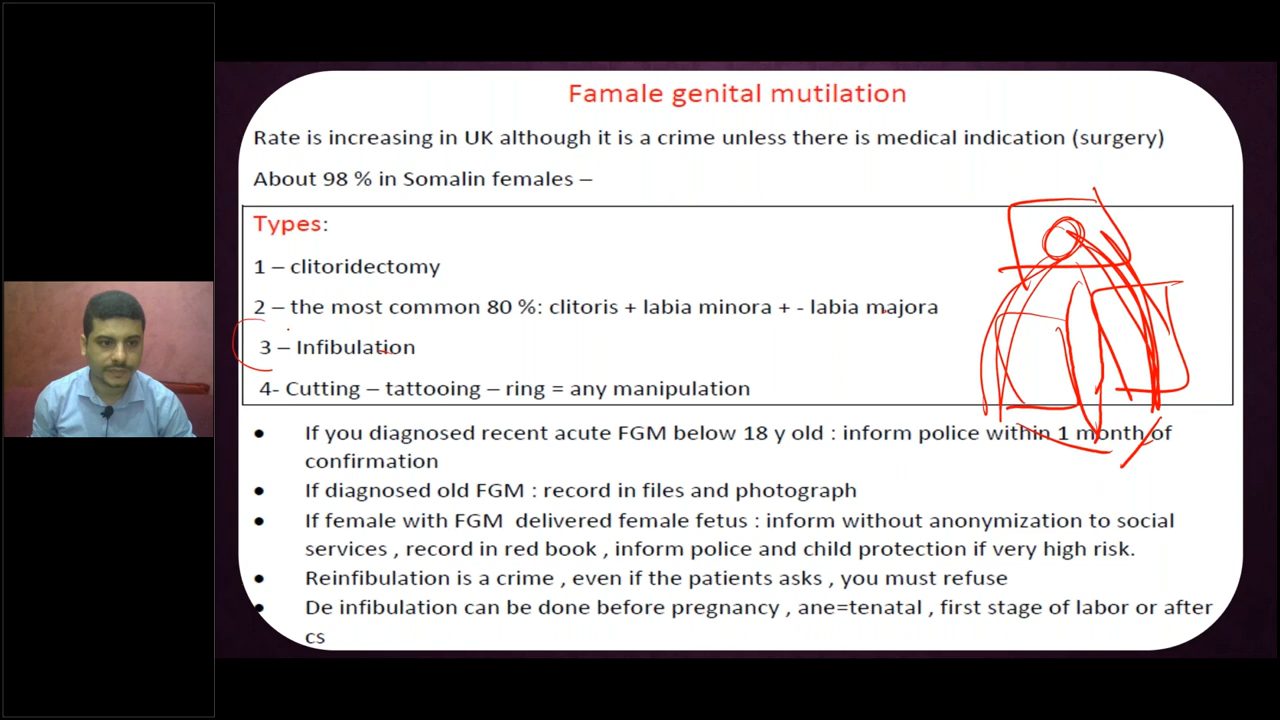 Famale genital mutilation
Rate is increasing in UK although it is a crime unless there is medical indication (surgery)
About 98 % in Somalin females –
Types:
1 – clitoridectomy
2 – the most common 80 %: clitoris + labia minora + - labia majora
3 – Infibulation
4- Cutting – tattooing – ring = any manipulation
● If you diagnosed recent acute FGM below 18 y old : inform police within 1 month of
confirmation
● If diagnosed old FGM : record in files and photograph
● If female with FGM delivered female fetus : inform without anonymization to social
services , record in red book , inform police and child protection if very high risk.
● Reinfibulation is a crime , even if the patients asks , you must refuse
● De infibulation can be done before pregnancy , ane=tenatal , first stage of labor or after
cs